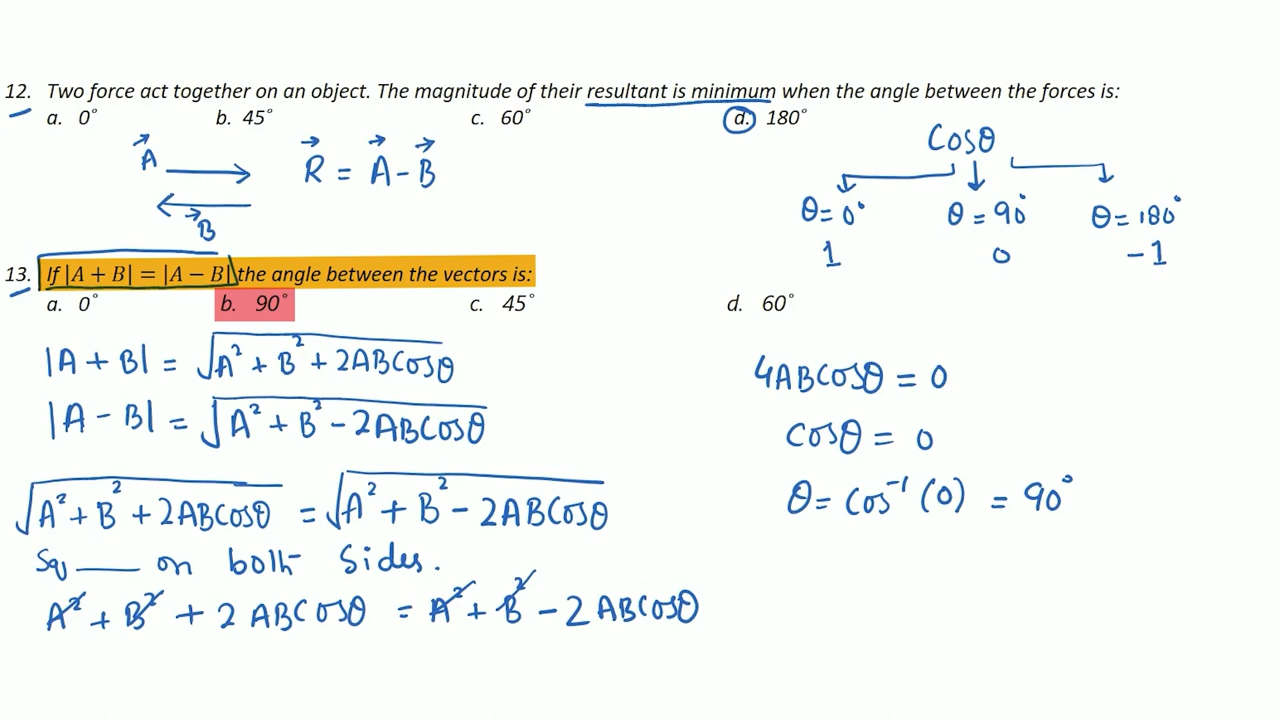 12. Two force act together on an object. The magnitude of their resultant is minimum when the angle between the forces is:
a. 0° b. 45° c. 60° d. 180°
A⃗ R⃗ = A⃗ - B⃗
B⃗
Cosθ
θ=0° θ=90° θ=180°
1 0 -1
13. If |A + B| = |A − B| the angle between the vectors is:
a. 0° b. 90° c. 45° d. 60°
|A + B| = √A² + B² + 2ABCosθ
|A - B| = √A² + B² - 2ABCosθ
√A² + B² + 2ABCosθ = √A² + B² - 2ABCosθ
Sq ___ on both sides.
A² + B² + 2ABCosθ = A² + B² - 2ABCosθ
4ABCosθ = 0
Cosθ = 0
θ = Cos⁻¹(0) = 90°